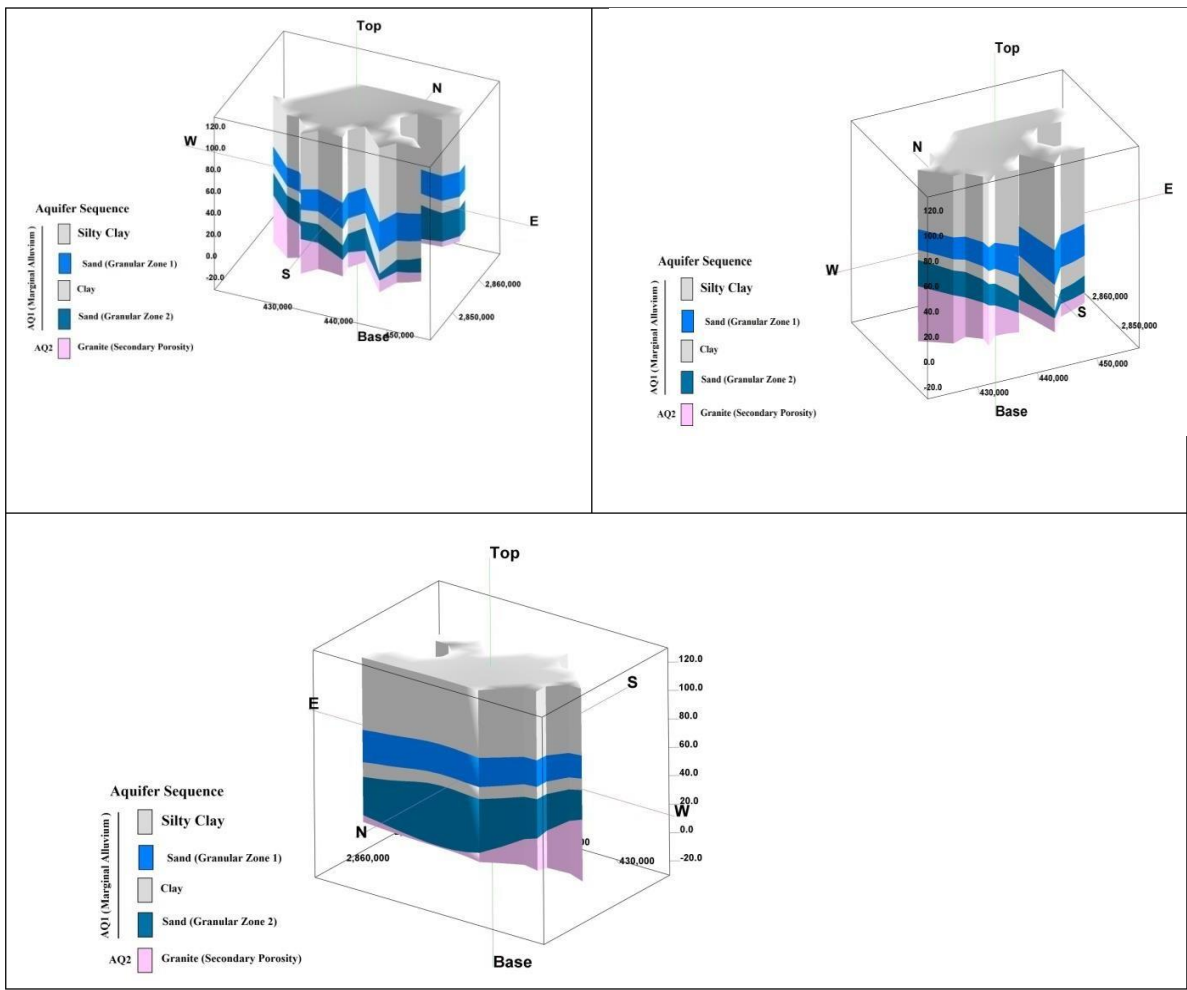 Top
N
W
120.0
100.0
80.0
60.0
40.0
20.0
0.0
-20.0
E
S
430,000
440,000
Base
450,000
2,860,000
2,850,000
Aquifer Sequence
AQ1 ( Marginal Alluvium)
Silty Clay
Sand (Granular Zone 1)
Clay
Sand (Granular Zone 2)
AQ2
Granite (Secondary Porosity)
Top
N
E
W
S
120.0
100.0
80.0
60.0
40.0
20.0
0.0
-20.0
2,860,000
2,850,000
450,000
440,000
430,000
Base
Aquifer Sequence
AQ1 ( Marginal Alluvium)
Silty Clay
Sand (Granular Zone 1)
Clay
Sand (Granular Zone 2)
AQ2
Granite (Secondary Porosity)
Top
120.0
S
100.0
E
80.0
60.0
40.0
20.0
W
0.0
-20.0
N
2,860,000
430,000
Base
Aquifer Sequence
AQ1 ( Marginal Alluvium)
Silty Clay
Sand (Granular Zone 1)
Clay
Sand (Granular Zone 2)
AQ2
Granite (Secondary Porosity)